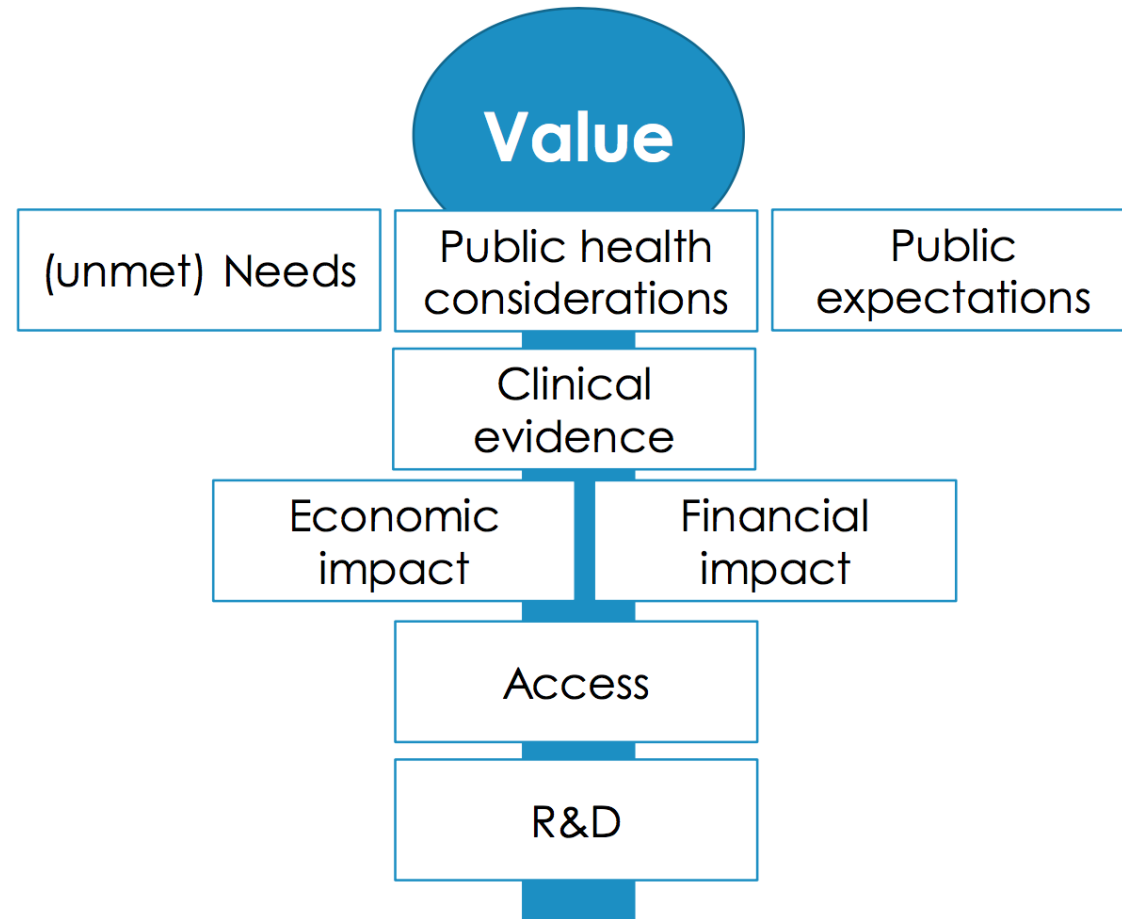 Value
(unmet) Needs
Public health
considerations
Public
expectations
Clinical
evidence
Economic
impact
Financial
impact
Access
R&D